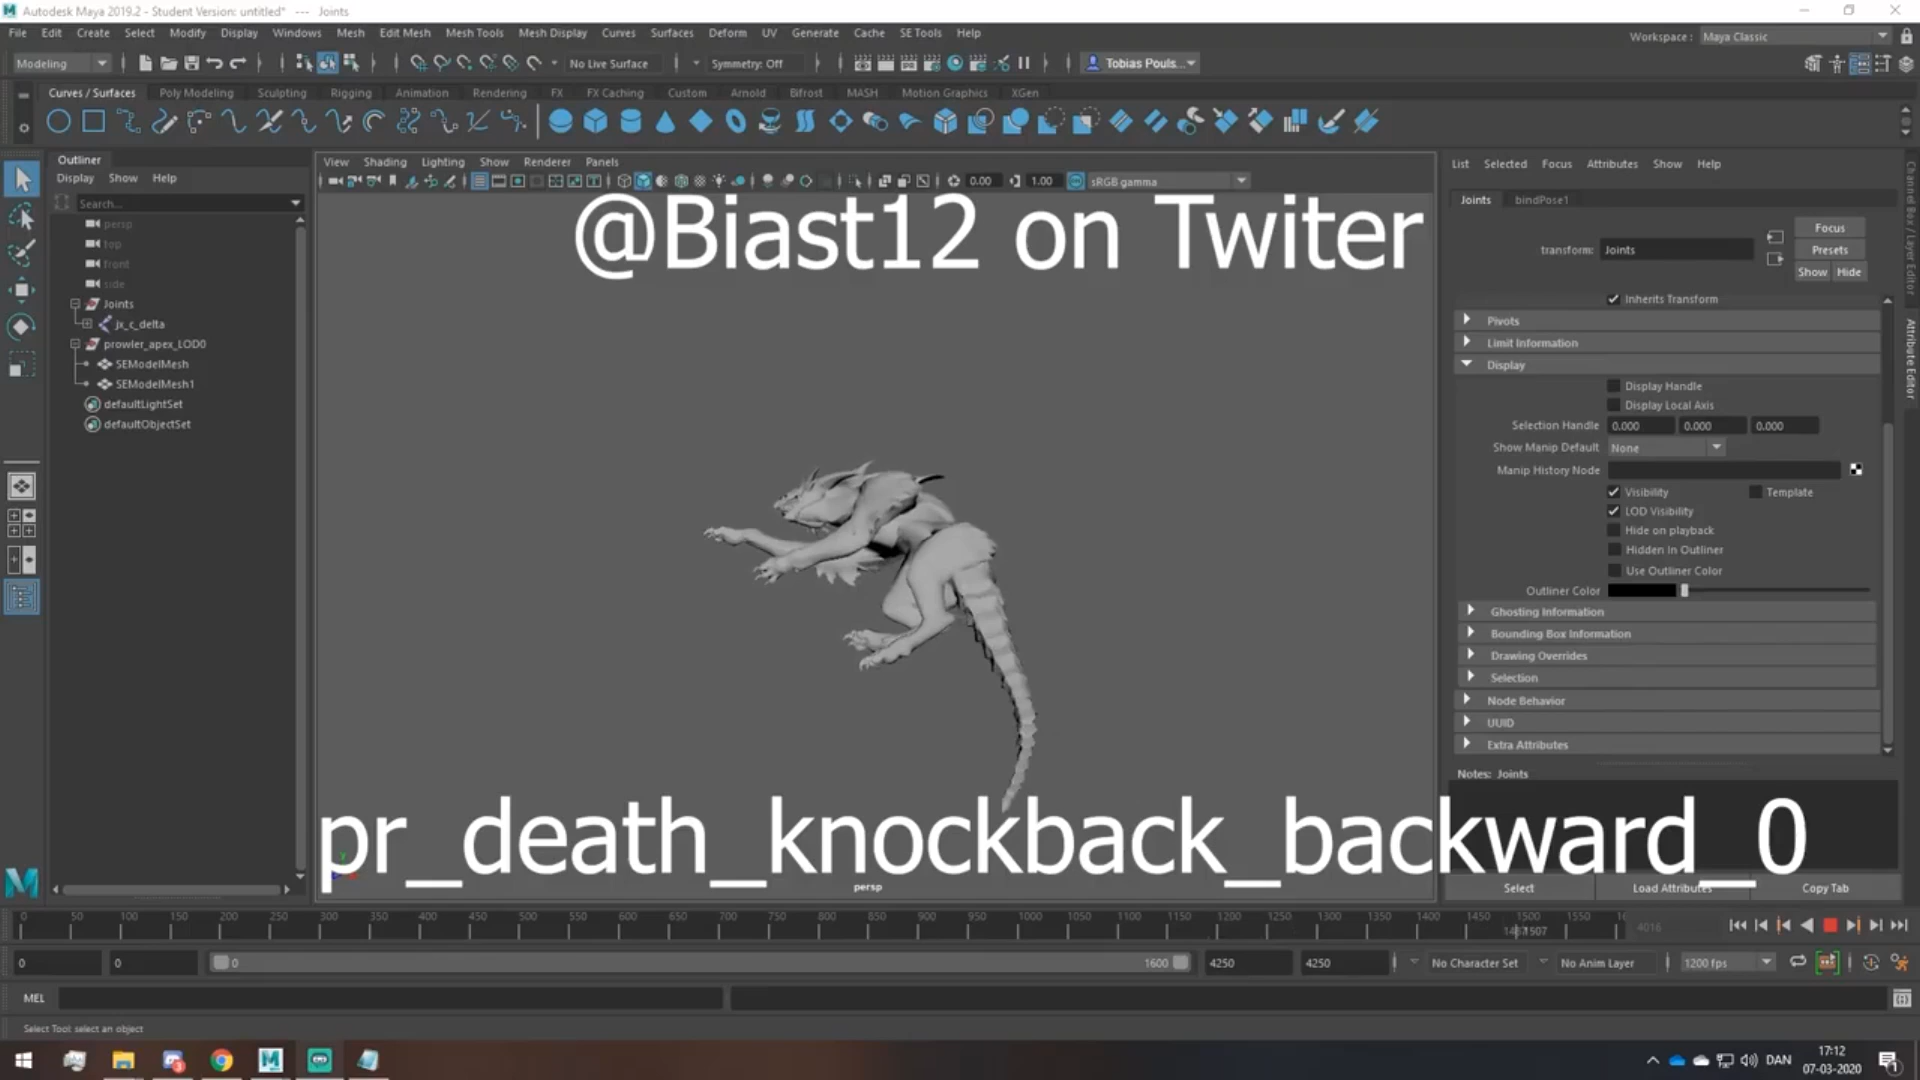 Autodesk Maya 2019.2 - Student Version: untitled* --- Joints
File Edit Create Select Modify Display Windows Mesh Edit Mesh Mesh Tools Mesh Display Curves Surfaces Deform UV Generate Cache SE Tools Help
Workspace : Maya Classic
Modeling No Live Surface Symmetry: Off Tobias Pouls...
Curves / Surfaces Poly Modeling Sculpting Rigging Animation Rendering FX FX Caching Custom Arnold Bifrost MASH Motion Graphics XGen
Outliner
Display Show Help
Search...
persp
top
front
side
Joints
jx_c_delta
prowler_apex_LOD0
SEModelMesh
SEModelMesh1
defaultLightSet
defaultObjectSet
View Shading Lighting Show Renderer Panels
0.00 1.00 sRGB gamma
@Biast12 on Twiter
pr_death_knockback_backward_0
y
persp
List Selected Focus Attributes Show Help
Joints bindPose1
Focus
transform: Joints
Presets
Show Hide
Inherits Transform
Pivots
Limit Information
Display
Display Handle
Display Local Axis
Selection Handle 0.000 0.000 0.000
Show Manip Default None
Manip History Node
Visibility Template
LOD Visibility
Hide on playback
Hidden In Outliner
Use Outliner Color
Outliner Color
Ghosting Information
Bounding Box Information
Drawing Overrides
Selection
Node Behavior
UUID
Extra Attributes
Notes: Joints
Select Load Attributes Copy Tab
Channel Box / Layer Editor
Attribute Editor
0 50 100 150 200 250 300 350 400 450 500 550 600 650 700 750 800 850 900 950 1000 1050 1100 1150 1200 1250 1300 1350 1400 1450 1500 1550
1507 4016
0 0 0 1600 4250 4250 No Character Set No Anim Layer 1200 fps
MEL
Select Tool: select an object
DAN
17:12
07-03-2020